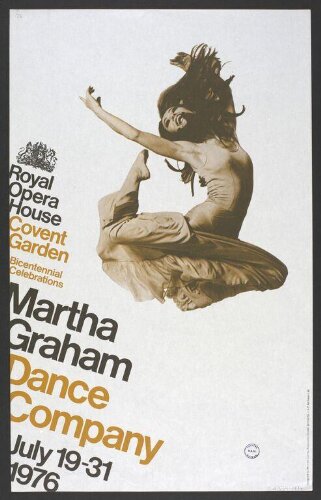 Royal
Opera
House
Covent
Garden
Bicentennial
Celebrations
Martha
Graham
Dance
Company
July 19-31
1976